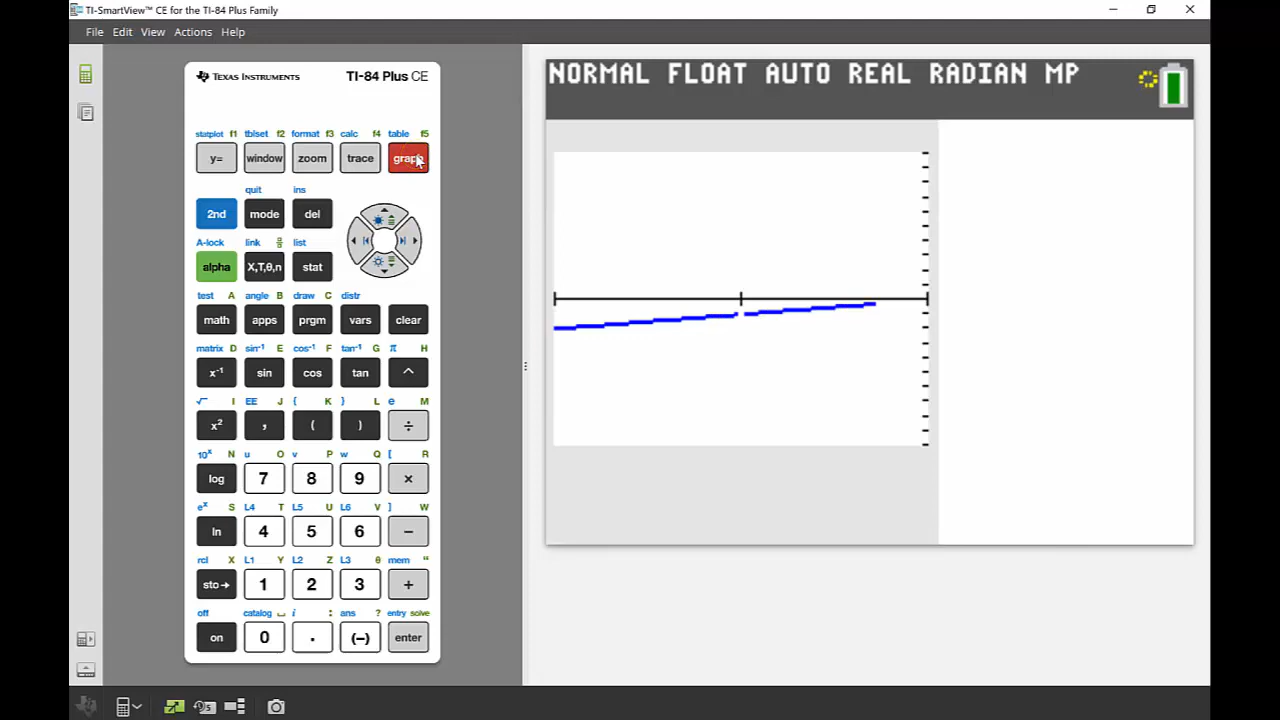 TI-SmartView™ CE for the TI-84 Plus Family
File Edit View Actions Help
NORMAL FLOAT AUTO REAL RADIAN MP
TEXAS INSTRUMENTS TI-84 Plus CE
statplot f1 tblset f2 format f3 calc f4 table f5
y= window zoom trace graph
quit ins
2nd mode del
A-lock link list
alpha X,T,θ,n stat
test A angle B draw C distr
math apps prgm vars clear
matrix D sin⁻¹ E cos⁻¹ F tan⁻¹ G π H
x⁻¹ sin cos tan ^
√ I EE J { K } L e M
x² , ( ) ÷
10ˣ N u O v P w Q [ R
log 7 8 9 ×
eˣ S L4 T L5 U L6 V ] W
ln 4 5 6 −
rcl X L1 Y L2 Z L3 θ mem "
sto→ 1 2 3 +
off catalog ⎵ i : ans ? entry solve
on 0 . (−) enter